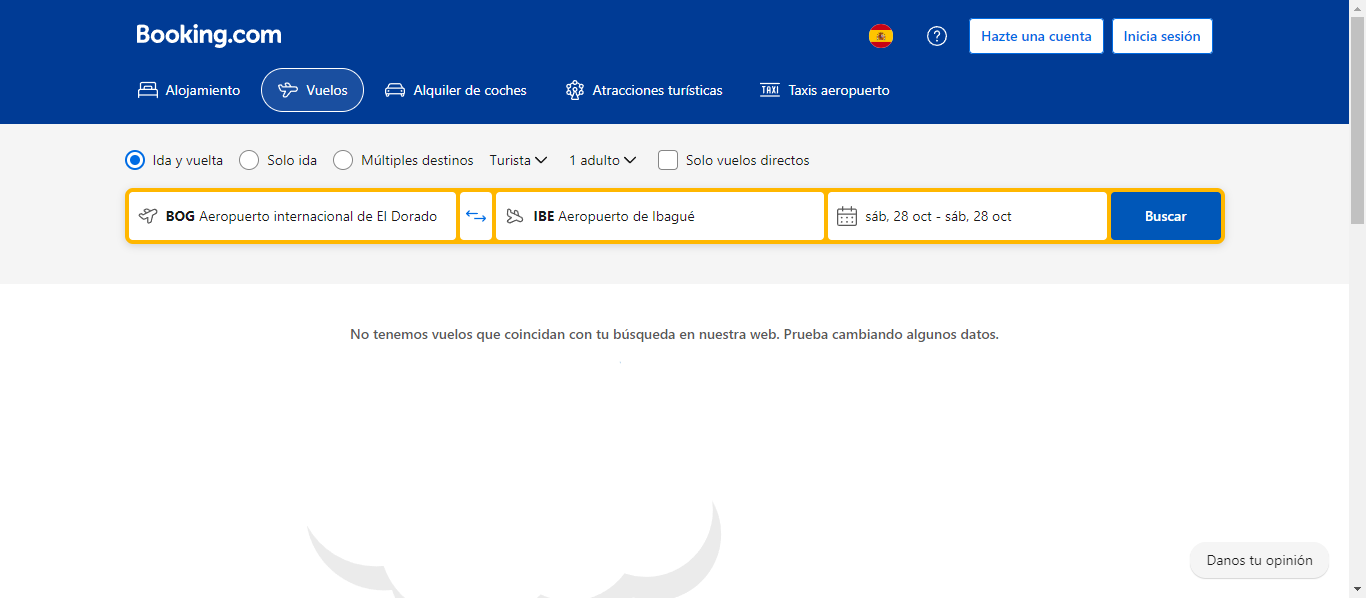 Booking.com
Hazte una cuenta
Inicia sesión
Alojamiento
Vuelos
Alquiler de coches
Atracciones turísticas
TAXI Taxis aeropuerto
Ida y vuelta
Solo ida
Múltiples destinos
Turista
1 adulto
Solo vuelos directos
BOG Aeropuerto internacional de El Dorado
IBE Aeropuerto de Ibagué
sáb, 28 oct - sáb, 28 oct
Buscar
No tenemos vuelos que coincidan con tu búsqueda en nuestra web. Prueba cambiando algunos datos.
Danos tu opinión